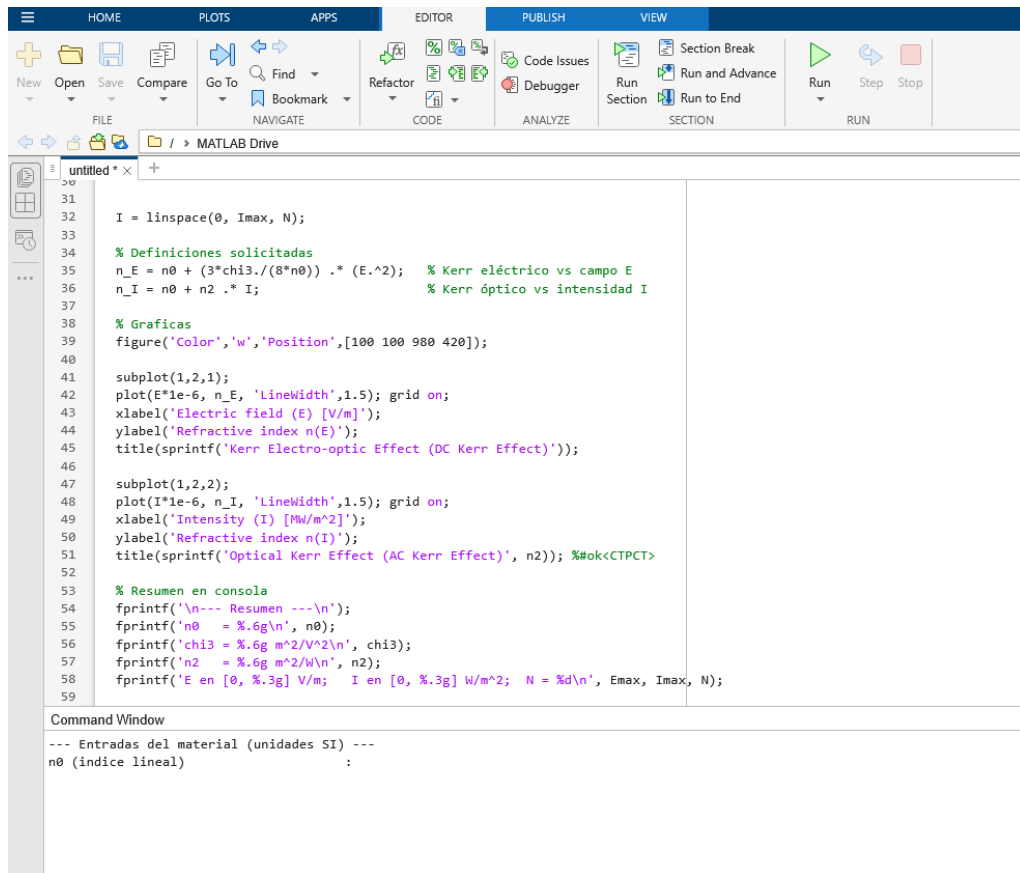 HOME PLOTS APPS EDITOR PUBLISH VIEW
New Open Save Compare Go To Find Bookmark Refactor Code Issues Debugger Run Section Section Break Run and Advance Run to End Run Step Stop
FILE NAVIGATE CODE ANALYZE SECTION RUN
/ > MATLAB Drive
untitled * × +
30
31
32 I = linspace(0, Imax, N);
33
34 % Definiciones solicitadas
35 n_E = n0 + (3*chi3./(8*n0)) .* (E.^2); % Kerr eléctrico vs campo E
36 n_I = n0 + n2 .* I; % Kerr óptico vs intensidad I
37
38 % Graficas
39 figure('Color','w','Position',[100 100 980 420]);
40
41 subplot(1,2,1);
42 plot(E*1e-6, n_E, 'LineWidth',1.5); grid on;
43 xlabel('Electric field (E) [V/m]');
44 ylabel('Refractive index n(E)');
45 title(sprintf('Kerr Electro-optic Effect (DC Kerr Effect)'));
46
47 subplot(1,2,2);
48 plot(I*1e-6, n_I, 'LineWidth',1.5); grid on;
49 xlabel('Intensity (I) [MW/m^2]');
50 ylabel('Refractive index n(I)');
51 title(sprintf('Optical Kerr Effect (AC Kerr Effect)', n2)); %#ok<CTPCT>
52
53 % Resumen en consola
54 fprintf('\n--- Resumen ---\n');
55 fprintf('n0   = %.6g\n', n0);
56 fprintf('chi3 = %.6g m^2/V^2\n', chi3);
57 fprintf('n2   = %.6g m^2/W\n', n2);
58 fprintf('E en [0, %.3g] V/m;   I en [0, %.3g] W/m^2;  N = %d\n', Emax, Imax, N);
59
Command Window
--- Entradas del material (unidades SI) ---
n0 (indice lineal) :